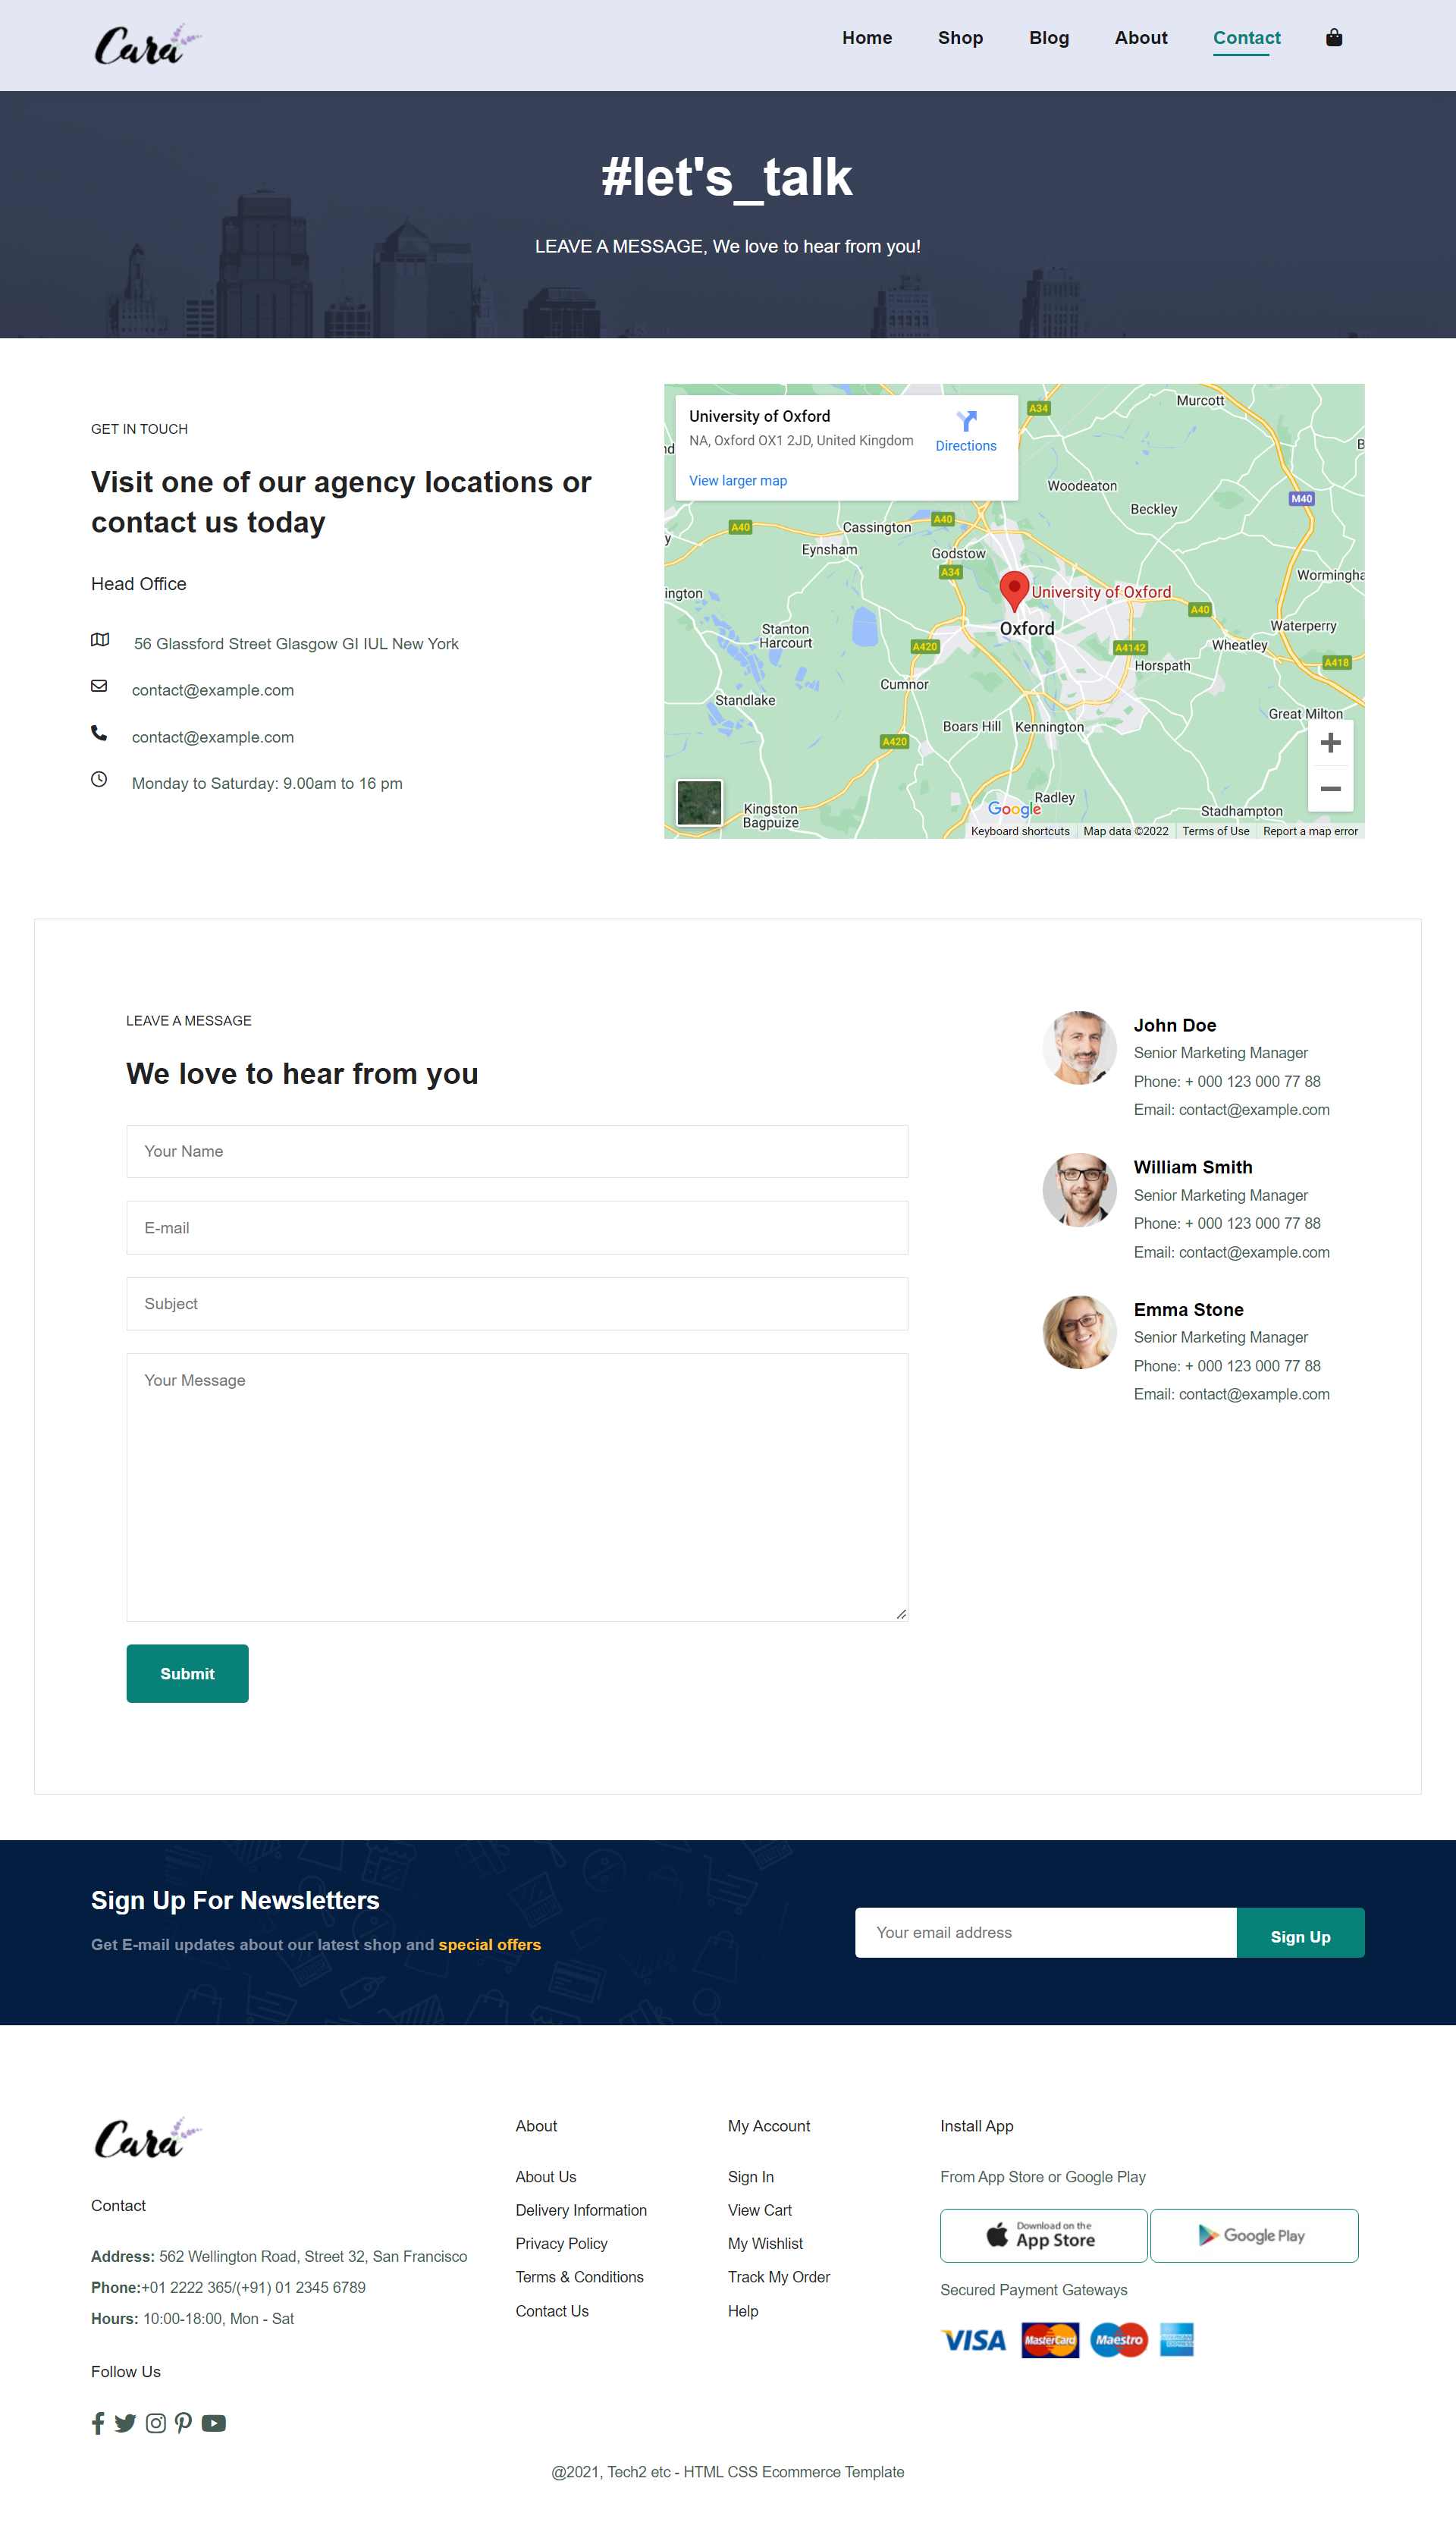 Cara
Home
Shop
Blog
About
Contact
#let's_talk
LEAVE A MESSAGE, We love to hear from you!
GET IN TOUCH
Visit one of our agency locations or
contact us today
Head Office
56 Glassford Street Glasgow GI IUL New York
contact@example.com
contact@example.com
Monday to Saturday: 9.00am to 16 pm
University of Oxford
NA, Oxford OX1 2JD, United Kingdom
Directions
View larger map
A34
Murcott
Woodeaton
M40
Beckley
A40
Cassington
A40
Eynsham
Godstow
A34
Wormingha
ington
University of Oxford
A40
Stanton
Harcourt
Oxford
Waterperry
A420
A4142
Wheatley
Horspath
A418
Cumnor
Standlake
Great Milton
Boars Hill
Kennington
A420
Radley
Kingston
Bagpuize
Google
Stadhampton
Keyboard shortcuts
Map data ©2022
Terms of Use
Report a map error
LEAVE A MESSAGE
We love to hear from you
Your Name
E-mail
Subject
Your Message
Submit
John Doe
Senior Marketing Manager
Phone: + 000 123 000 77 88
Email: contact@example.com
William Smith
Senior Marketing Manager
Phone: + 000 123 000 77 88
Email: contact@example.com
Emma Stone
Senior Marketing Manager
Phone: + 000 123 000 77 88
Email: contact@example.com
Sign Up For Newsletters
Get E-mail updates about our latest shop and special offers
Your email address
Sign Up
Cara
Contact
Address: 562 Wellington Road, Street 32, San Francisco
Phone:+01 2222 365/(+91) 01 2345 6789
Hours: 10:00-18:00, Mon - Sat
Follow Us
About
About Us
Delivery Information
Privacy Policy
Terms & Conditions
Contact Us
My Account
Sign In
View Cart
My Wishlist
Track My Order
Help
Install App
From App Store or Google Play
Download on the
App Store
Google Play
Secured Payment Gateways
VISA
MasterCard
Maestro
AMERICAN
EXPRESS
@2021, Tech2 etc - HTML CSS Ecommerce Template